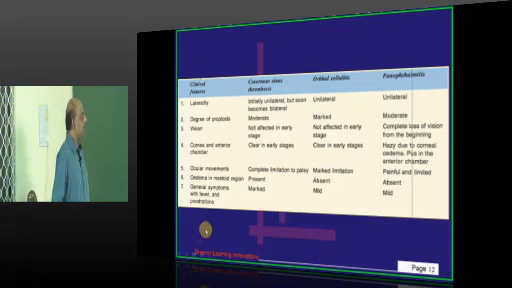 Clinical features Cavernous sinus thrombosis Orbital cellulitis Panophthalmitis
1. Laterality Initially unilateral, but soon becomes bilateral Unilateral Unilateral
2. Degree of proptosis Moderate Marked Moderate
3. Vision Not affected in early stage Not affected in early stage Complete loss of vision from the beginning
4. Cornea and anterior chamber Clear in early stages Clear in early stages Hazy due to corneal oedema. Pus in the anterior chamber
5. Ocular movements Complete limitation to palsy Marked limitation Painful and limited
6. Oedema in mastoid region Present Absent Absent
7. General symptoms with fever, and prostrations Marked Mild Mild
Organic Learning Innovations
Page 12